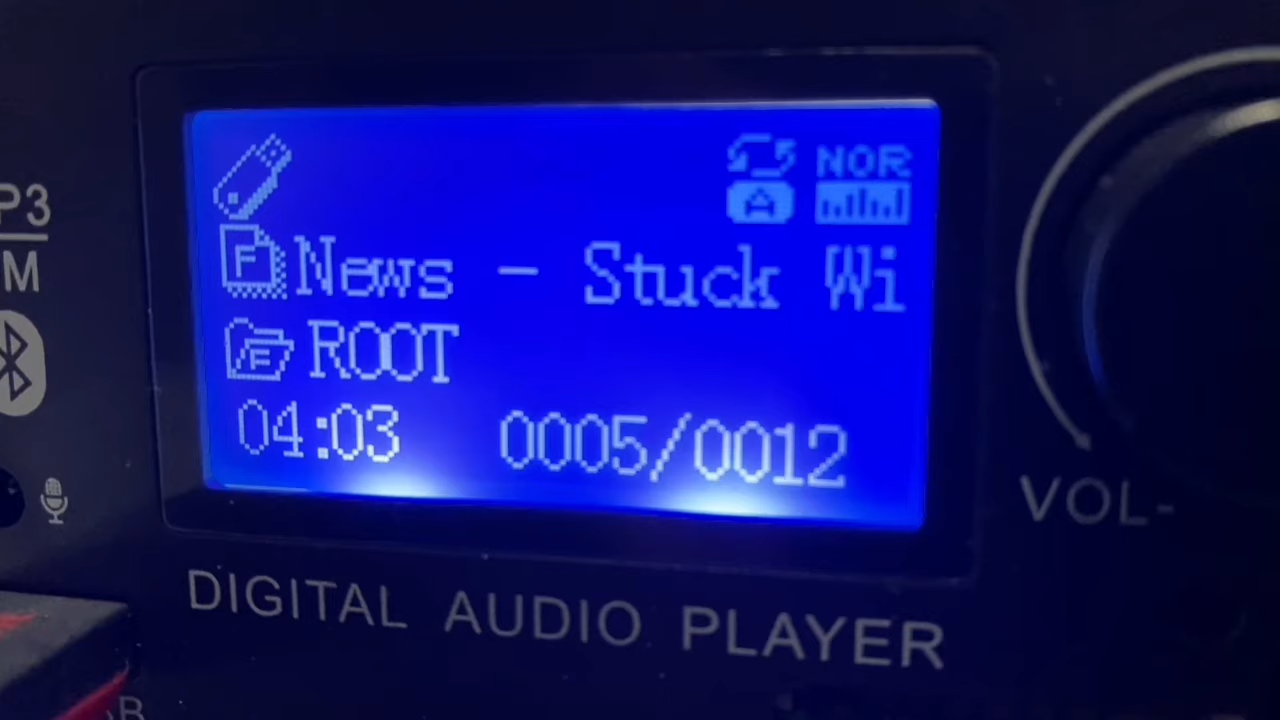 NOR
A
F
News - Stuck Wi
F
ROOT
04:03 0005/0012
P3
M
VOL-
DIGITAL AUDIO PLAYER